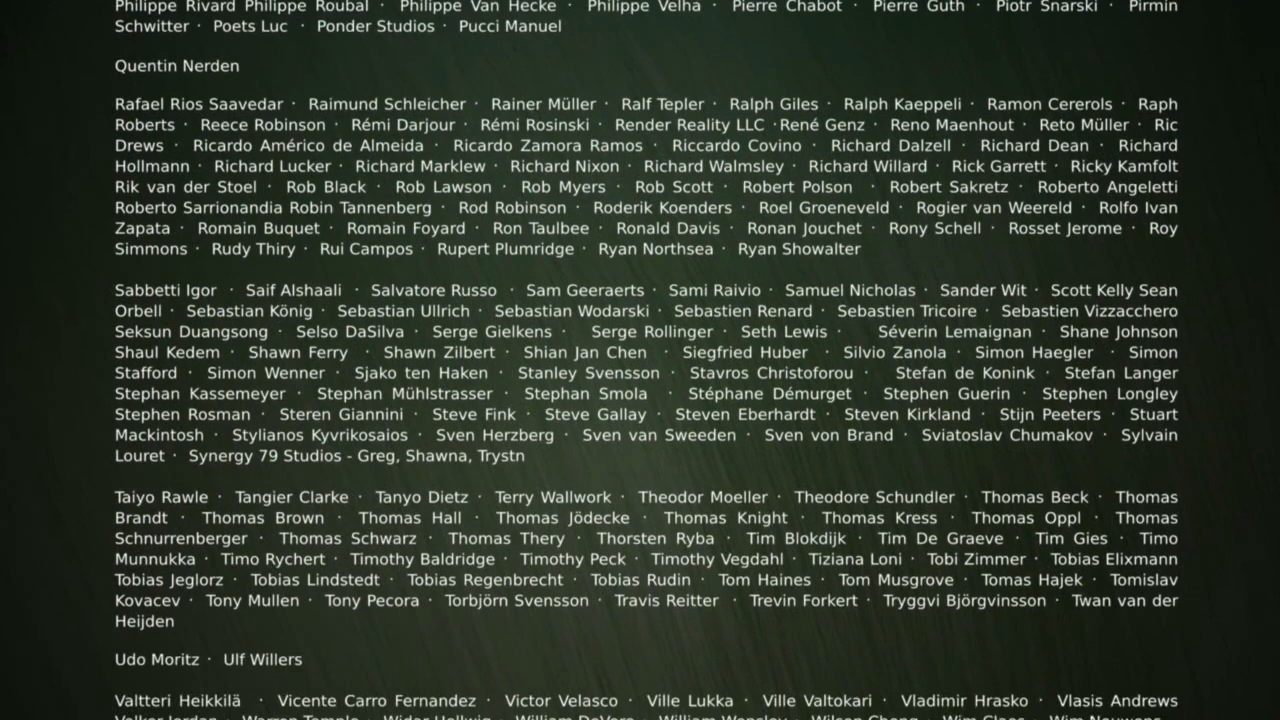 Philippe Rivard Philippe Roubal · Philippe Van Hecke · Philippe Velha · Pierre Chabot · Pierre Guth · Piotr Snarski · Pirmin
Schwitter · Poets Luc · Ponder Studios · Pucci Manuel
Quentin Nerden
Rafael Rios Saavedar · Raimund Schleicher · Rainer Müller · Ralf Tepler · Ralph Giles · Ralph Kaeppeli · Ramon Cererols · Raph
Roberts · Reece Robinson · Rémi Darjour · Rémi Rosinski · Render Reality LLC ·René Genz · Reno Maenhout · Reto Müller · Ric
Drews · Ricardo Américo de Almeida · Ricardo Zamora Ramos · Riccardo Covino · Richard Dalzell · Richard Dean · Richard
Hollmann · Richard Lucker · Richard Marklew · Richard Nixon · Richard Walmsley · Richard Willard · Rick Garrett · Ricky Kamfolt
Rik van der Stoel · Rob Black · Rob Lawson · Rob Myers · Rob Scott · Robert Polson · Robert Sakretz · Roberto Angeletti
Roberto Sarrionandia Robin Tannenberg · Rod Robinson · Roderik Koenders · Roel Groeneveld · Rogier van Weereld · Rolfo Ivan
Zapata · Romain Buquet · Romain Foyard · Ron Taulbee · Ronald Davis · Ronan Jouchet · Rony Schell · Rosset Jerome · Roy
Simmons · Rudy Thiry · Rui Campos · Rupert Plumridge · Ryan Northsea · Ryan Showalter
Sabbetti Igor · Saif Alshaali · Salvatore Russo · Sam Geeraerts · Sami Raivio · Samuel Nicholas · Sander Wit · Scott Kelly Sean
Orbell · Sebastian König · Sebastian Ullrich · Sebastian Wodarski · Sebastien Renard · Sebastien Tricoire · Sebastien Vizzacchero
Seksun Duangsong · Selso DaSilva · Serge Gielkens · Serge Rollinger · Seth Lewis · Séverin Lemaignan · Shane Johnson
Shaul Kedem · Shawn Ferry · Shawn Zilbert · Shian Jan Chen · Siegfried Huber · Silvio Zanola · Simon Haegler · Simon
Stafford · Simon Wenner · Sjako ten Haken · Stanley Svensson · Stavros Christoforou · Stefan de Konink · Stefan Langer
Stephan Kassemeyer · Stephan Mühlstrasser · Stephan Smola · Stéphane Démurget · Stephen Guerin · Stephen Longley
Stephen Rosman · Steren Giannini · Steve Fink · Steve Gallay · Steven Eberhardt · Steven Kirkland · Stijn Peeters · Stuart
Mackintosh · Stylianos Kyvrikosaios · Sven Herzberg · Sven van Sweeden · Sven von Brand · Sviatoslav Chumakov · Sylvain
Louret · Synergy 79 Studios - Greg, Shawna, Trystn
Taiyo Rawle · Tangier Clarke · Tanyo Dietz · Terry Wallwork · Theodor Moeller · Theodore Schundler · Thomas Beck · Thomas
Brandt · Thomas Brown · Thomas Hall · Thomas Jödecke · Thomas Knight · Thomas Kress · Thomas Oppl · Thomas
Schnurrenberger · Thomas Schwarz · Thomas Thery · Thorsten Ryba · Tim Blokdijk · Tim De Graeve · Tim Gies · Timo
Munnukka · Timo Rychert · Timothy Baldridge · Timothy Peck · Timothy Vegdahl · Tiziana Loni · Tobi Zimmer · Tobias Elixmann
Tobias Jeglorz · Tobias Lindstedt · Tobias Regenbrecht · Tobias Rudin · Tom Haines · Tom Musgrove · Tomas Hajek · Tomislav
Kovacev · Tony Mullen · Tony Pecora · Torbjörn Svensson · Travis Reitter · Trevin Forkert · Tryggvi Björgvinsson · Twan van der
Heijden
Udo Moritz · Ulf Willers
Valtteri Heikkilä · Vicente Carro Fernandez · Victor Velasco · Ville Lukka · Ville Valtokari · Vladimir Hrasko · Vlasis Andrews